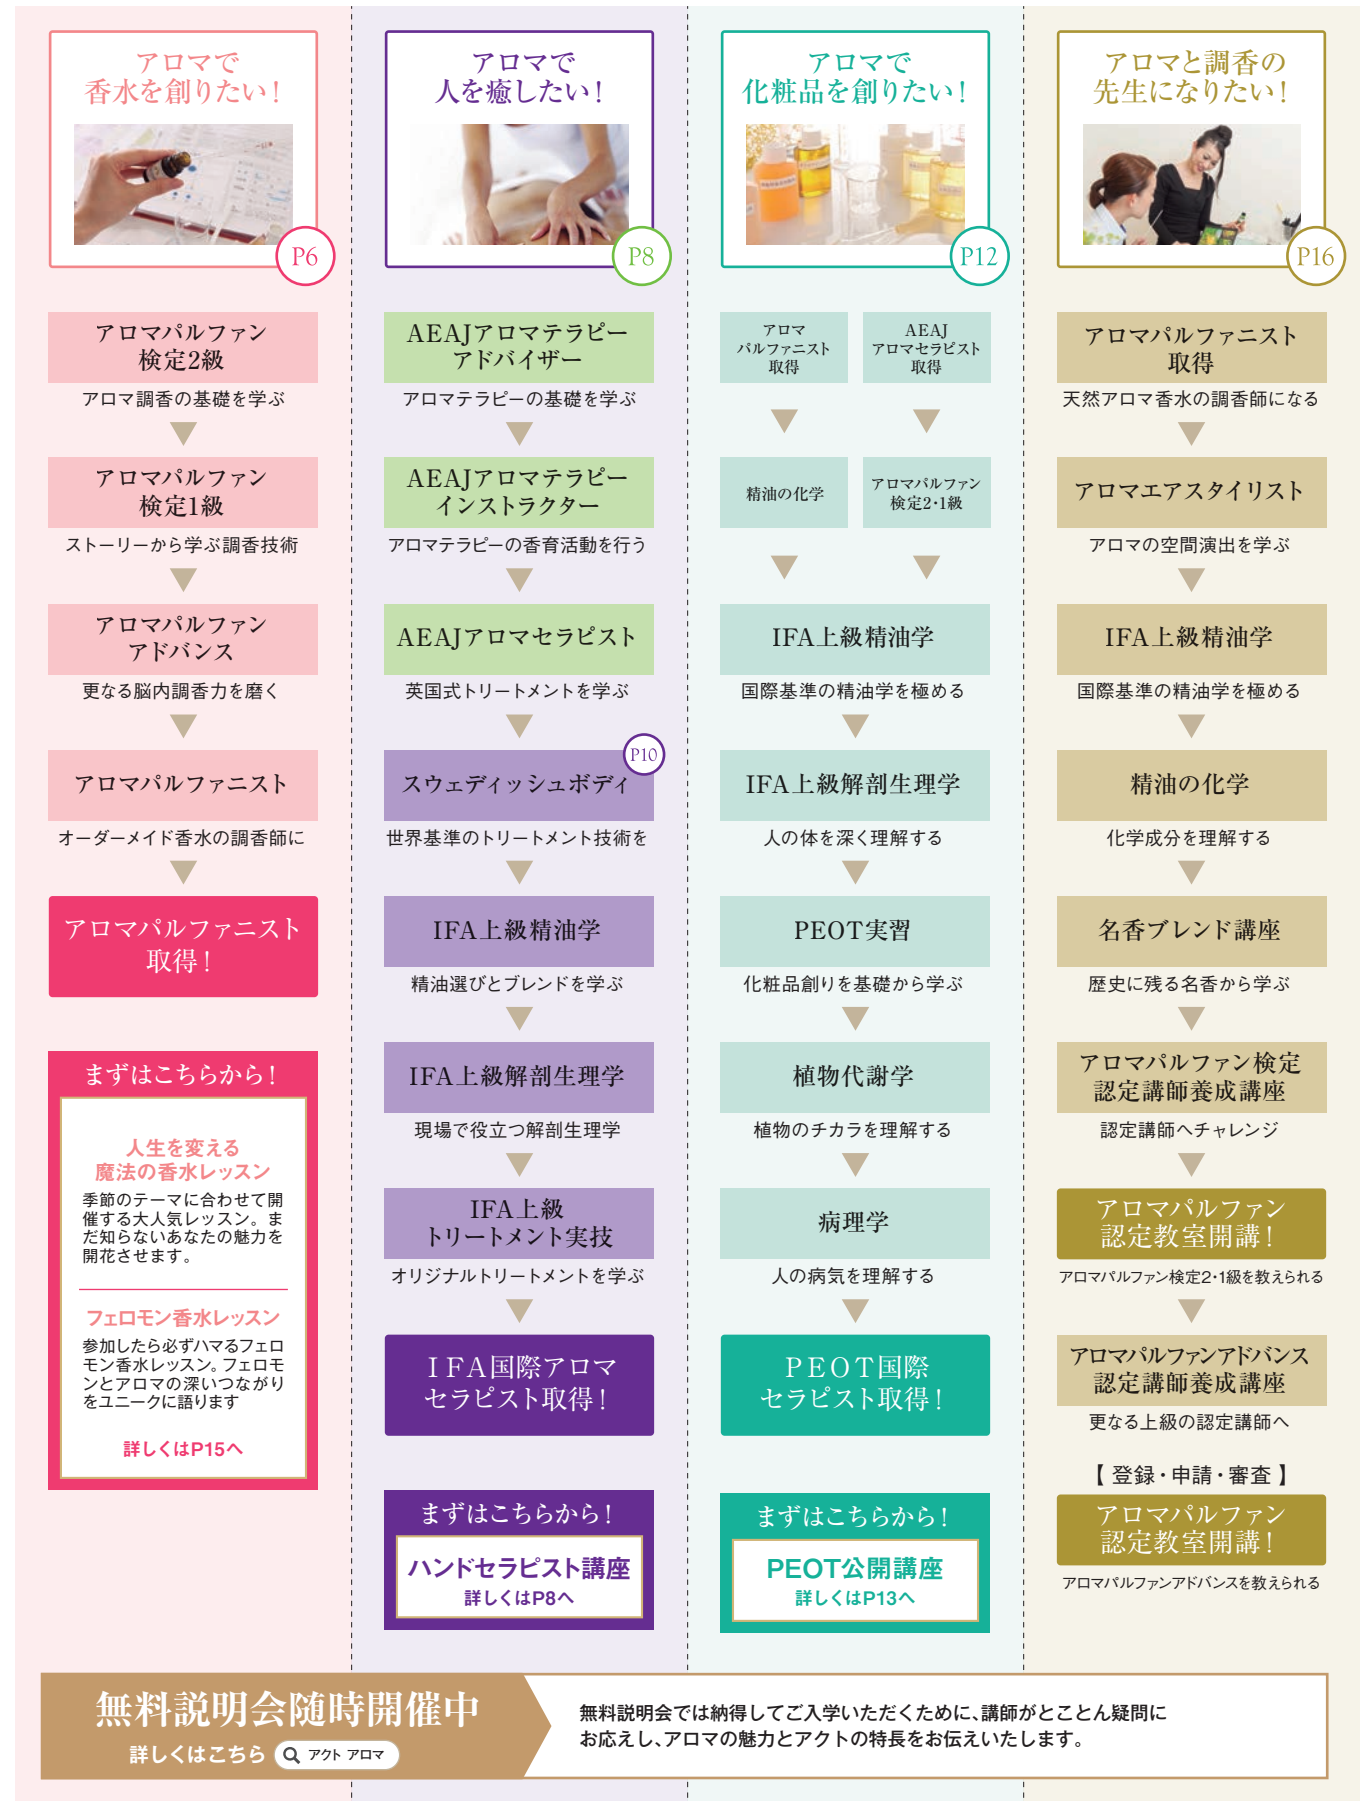 アロマで
香水を創りたい！
P6
アロマパルファン
検定2級
アロマ調香の基礎を学ぶ
アロマパルファン
検定1級
ストーリーから学ぶ調香技術
アロマパルファン
アドバンス
更なる脳内調香力を磨く
アロマパルファニスト
オーダーメイド香水の調香師に
アロマパルファニスト
取得！
まずはこちらから！
人生を変える
魔法の香水レッスン
季節のテーマに合わせて開
催する大人気レッスン。ま
だ知らないあなたの魅力を
開花させます。
フェロモン香水レッスン
参加したら必ずハマるフェロ
モン香水レッスン。フェロモ
ンとアロマの深いつながり
をユニークに語ります
詳しくはP15へ
アロマで
人を癒したい！
P8
AEAJアロマテラピー
アドバイザー
アロマテラピーの基礎を学ぶ
AEAJアロマテラピー
インストラクター
アロマテラピーの香育活動を行う
AEAJアロマセラピスト
英国式トリートメントを学ぶ
P10
スウェディッシュボディ
世界基準のトリートメント技術を
IFA上級精油学
精油選びとブレンドを学ぶ
IFA上級解剖生理学
現場で役立つ解剖生理学
IFA上級
トリートメント実技
オリジナルトリートメントを学ぶ
IFA国際アロマ
セラピスト取得！
まずはこちらから！
ハンドセラピスト講座
詳しくはP8へ
アロマで
化粧品を創りたい！
P12
アロマ
パルファニスト
取得
AEAJ
アロマセラピスト
取得
精油の化学
アロマパルファン
検定2・1級
IFA上級精油学
国際基準の精油学を極める
IFA上級解剖生理学
人の体を深く理解する
PEOT実習
化粧品創りを基礎から学ぶ
植物代謝学
植物のチカラを理解する
病理学
人の病気を理解する
PEOT国際
セラピスト取得！
まずはこちらから！
PEOT公開講座
詳しくはP13へ
アロマと調香の
先生になりたい！
P16
アロマパルファニスト
取得
天然アロマ香水の調香師になる
アロマエアスタイリスト
アロマの空間演出を学ぶ
IFA上級精油学
国際基準の精油学を極める
精油の化学
化学成分を理解する
名香ブレンド講座
歴史に残る名香から学ぶ
アロマパルファン検定
認定講師養成講座
認定講師へチャレンジ
アロマパルファン
認定教室開講！
アロマパルファン検定2・1級を教えられる
アロマパルファンアドバンス
認定講師養成講座
更なる上級の認定講師へ
【 登録・申請・審査 】
アロマパルファン
認定教室開講！
アロマパルファンアドバンスを教えられる
無料説明会随時開催中
詳しくはこちら アクト アロマ
無料説明会では納得してご入学いただくために、講師がとことん疑問に
お応えし、アロマの魅力とアクトの特長をお伝えいたします。